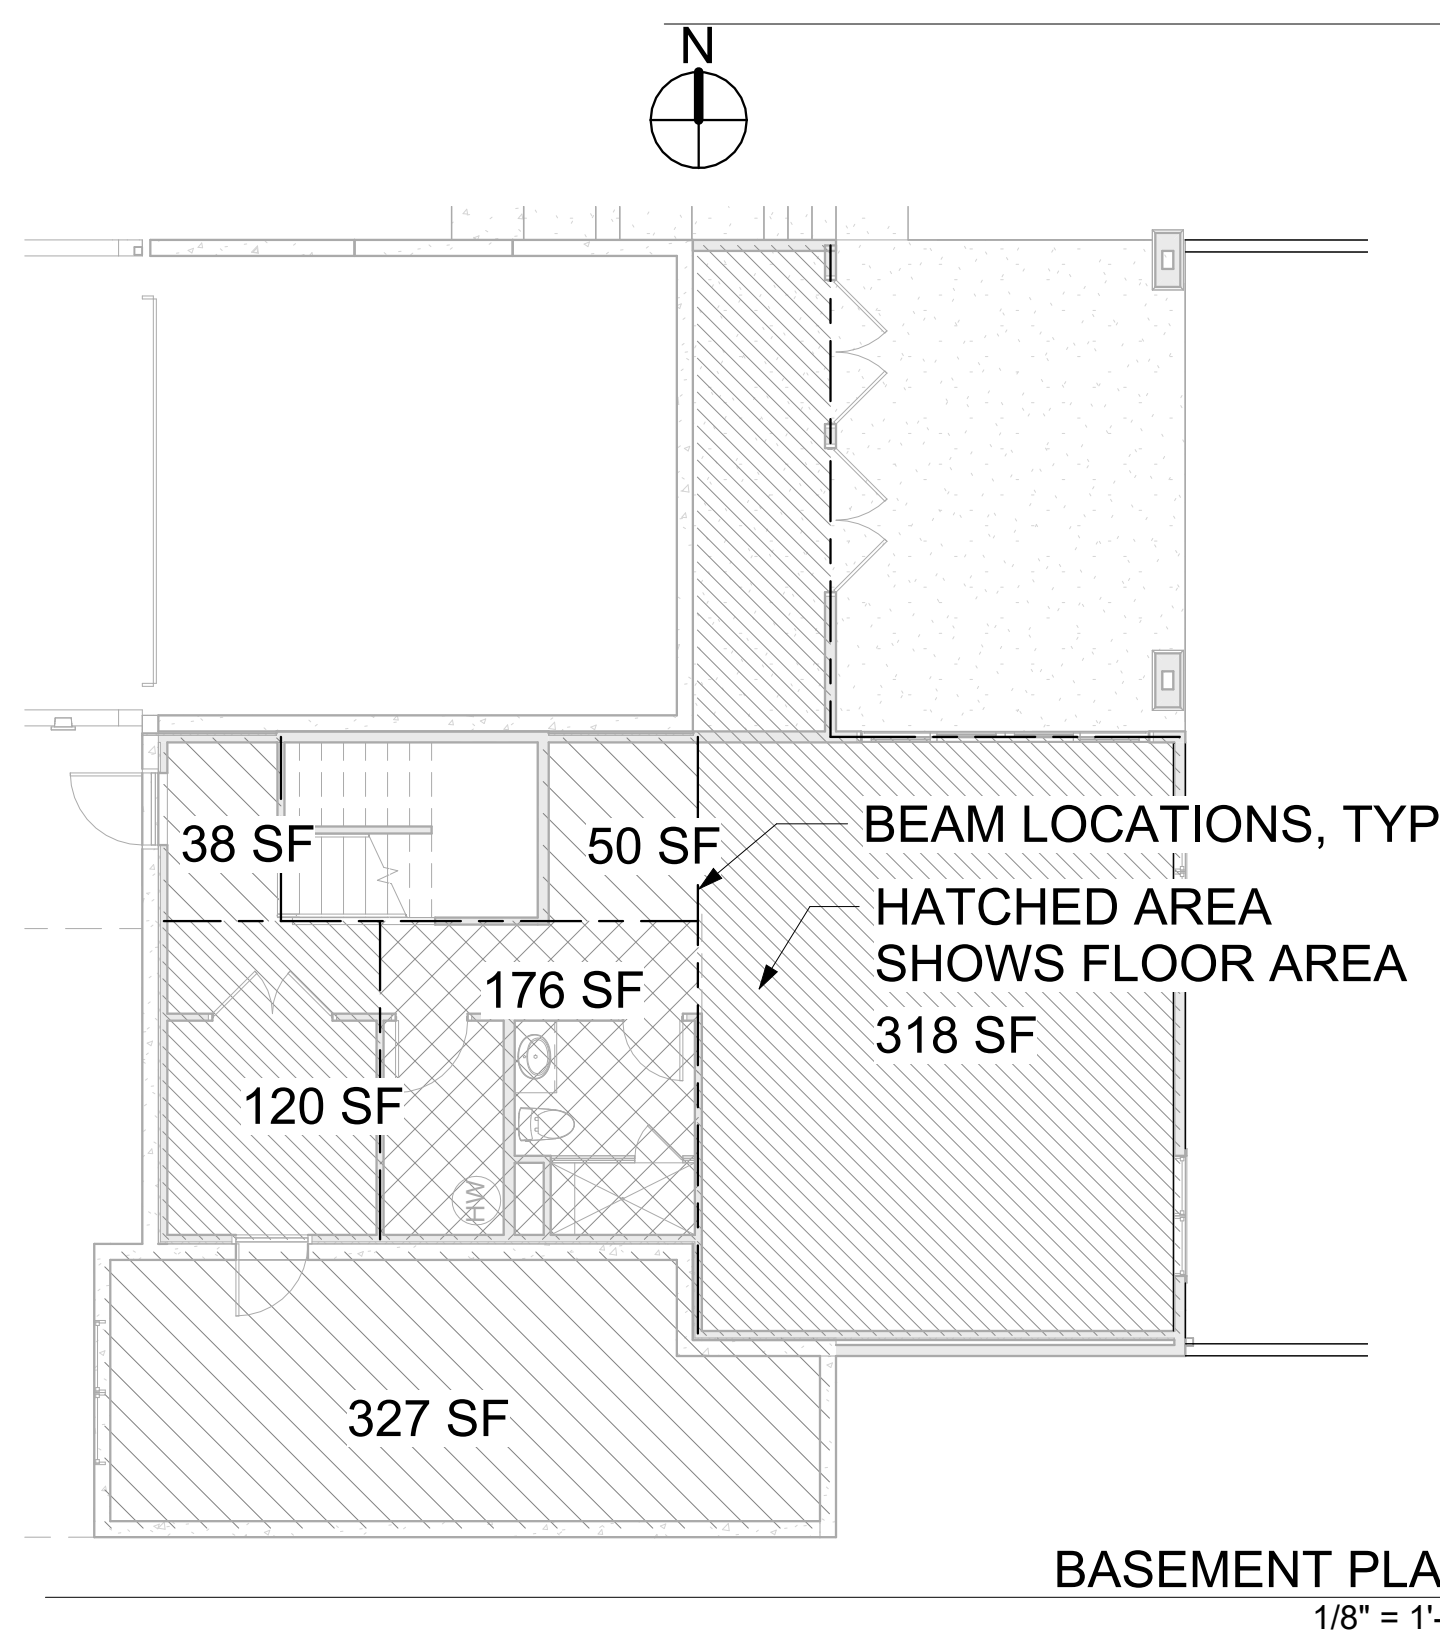 N
38 SF
50 SF
BEAM LOCATIONS, TYP
HATCHED AREA
SHOWS FLOOR AREA
318 SF
176 SF
120 SF
HW
327 SF
BASEMENT PLA
1/8" = 1'-